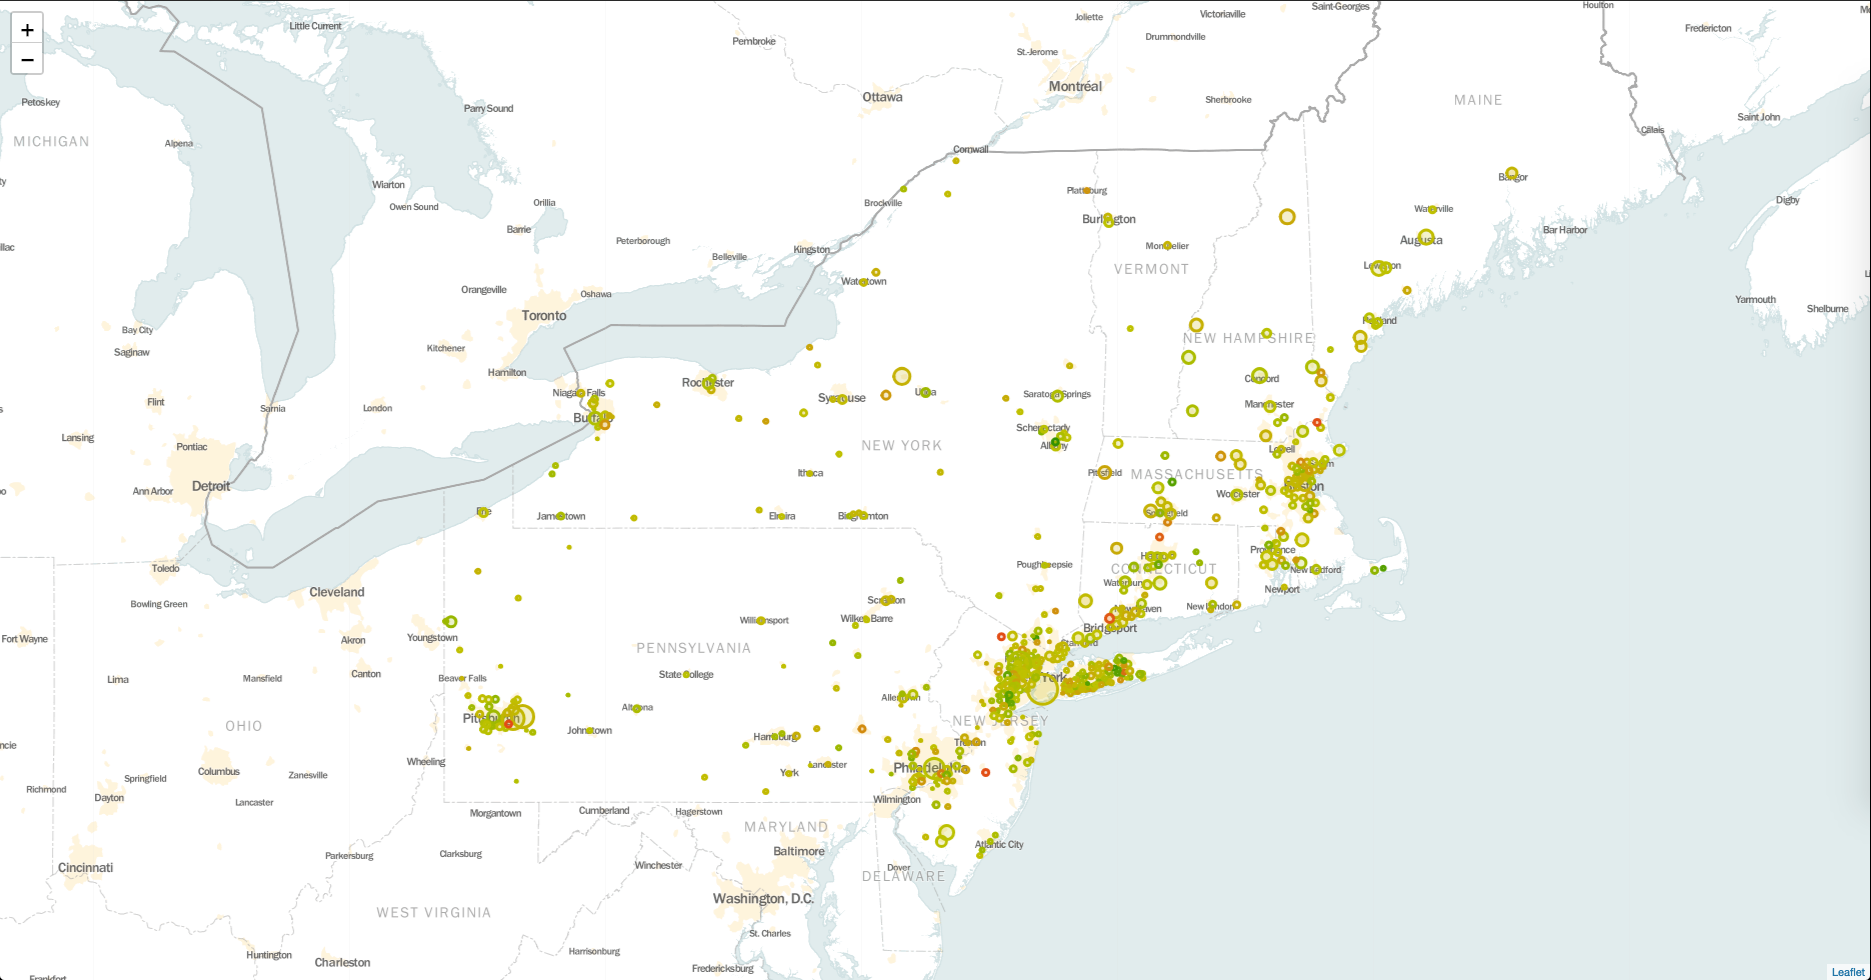 +
−
Little Current
Saint-Georges
Houlton
Joliette
Victoriaville
Fredericton
Drummondville
Pembroke
St.-Jerome
Montréal
Ottawa
Sherbrooke
MAINE
Petoskey
Parry Sound
Saint John
MICHIGAN
Alpena
Calais
Cornwall
Bangor
Wiarton
Plattsburg
Digby
Owen Sound
Orillia
Brockville
Waterville
Burlington
Barrie
Bar Harbor
Peterborough
Kingston
Montpelier
Augusta
Belleville
VERMONT
Lewiston
Watertown
Orangeville
Oshawa
Yarmouth
Shelburne
Toronto
Portland
Bay City
NEW HAMPSHIRE
Saginaw
Kitchener
Hamilton
Concord
Rochester
Niagara Falls
Utica
Saratoga Springs
Syracuse
Flint
Sarnia
London
Manchester
Buffalo
Schenectady
Lansing
NEW YORK
Albany
Pontiac
Lowell
Ithaca
Pittsfield
MASSACHUSETTS
Detroit
Ann Arbor
Worcester
Boston
Erie
Jamestown
Elmira
Binghamton
Springfield
Providence
Hartford
Toledo
Poughkeepsie
CONNECTICUT
New Bedford
Waterbury
Newport
Cleveland
Scranton
Bowling Green
New Haven
New London
Williamsport
Wilkes-Barre
Bridgeport
Fort Wayne
Akron
Youngstown
Stamford
PENNSYLVANIA
Canton
State College
Lima
Mansfield
Beaver Falls
York
Allentown
Altoona
Pittsburgh
NEW JERSEY
OHIO
Johnstown
Harrisburg
Trenton
Wheeling
Lancaster
Philadelphia
Columbus
Zanesville
York
Springfield
Richmond
Dayton
Lancaster
Wilmington
Morgantown
Cumberland
Hagerstown
MARYLAND
Atlantic City
Baltimore
Parkersburg
Clarksburg
Winchester
Cincinnati
Dover
DELAWARE
Washington, D.C.
WEST VIRGINIA
St. Charles
Huntington
Harrisonburg
Charleston
Fredericksburg
Leaflet